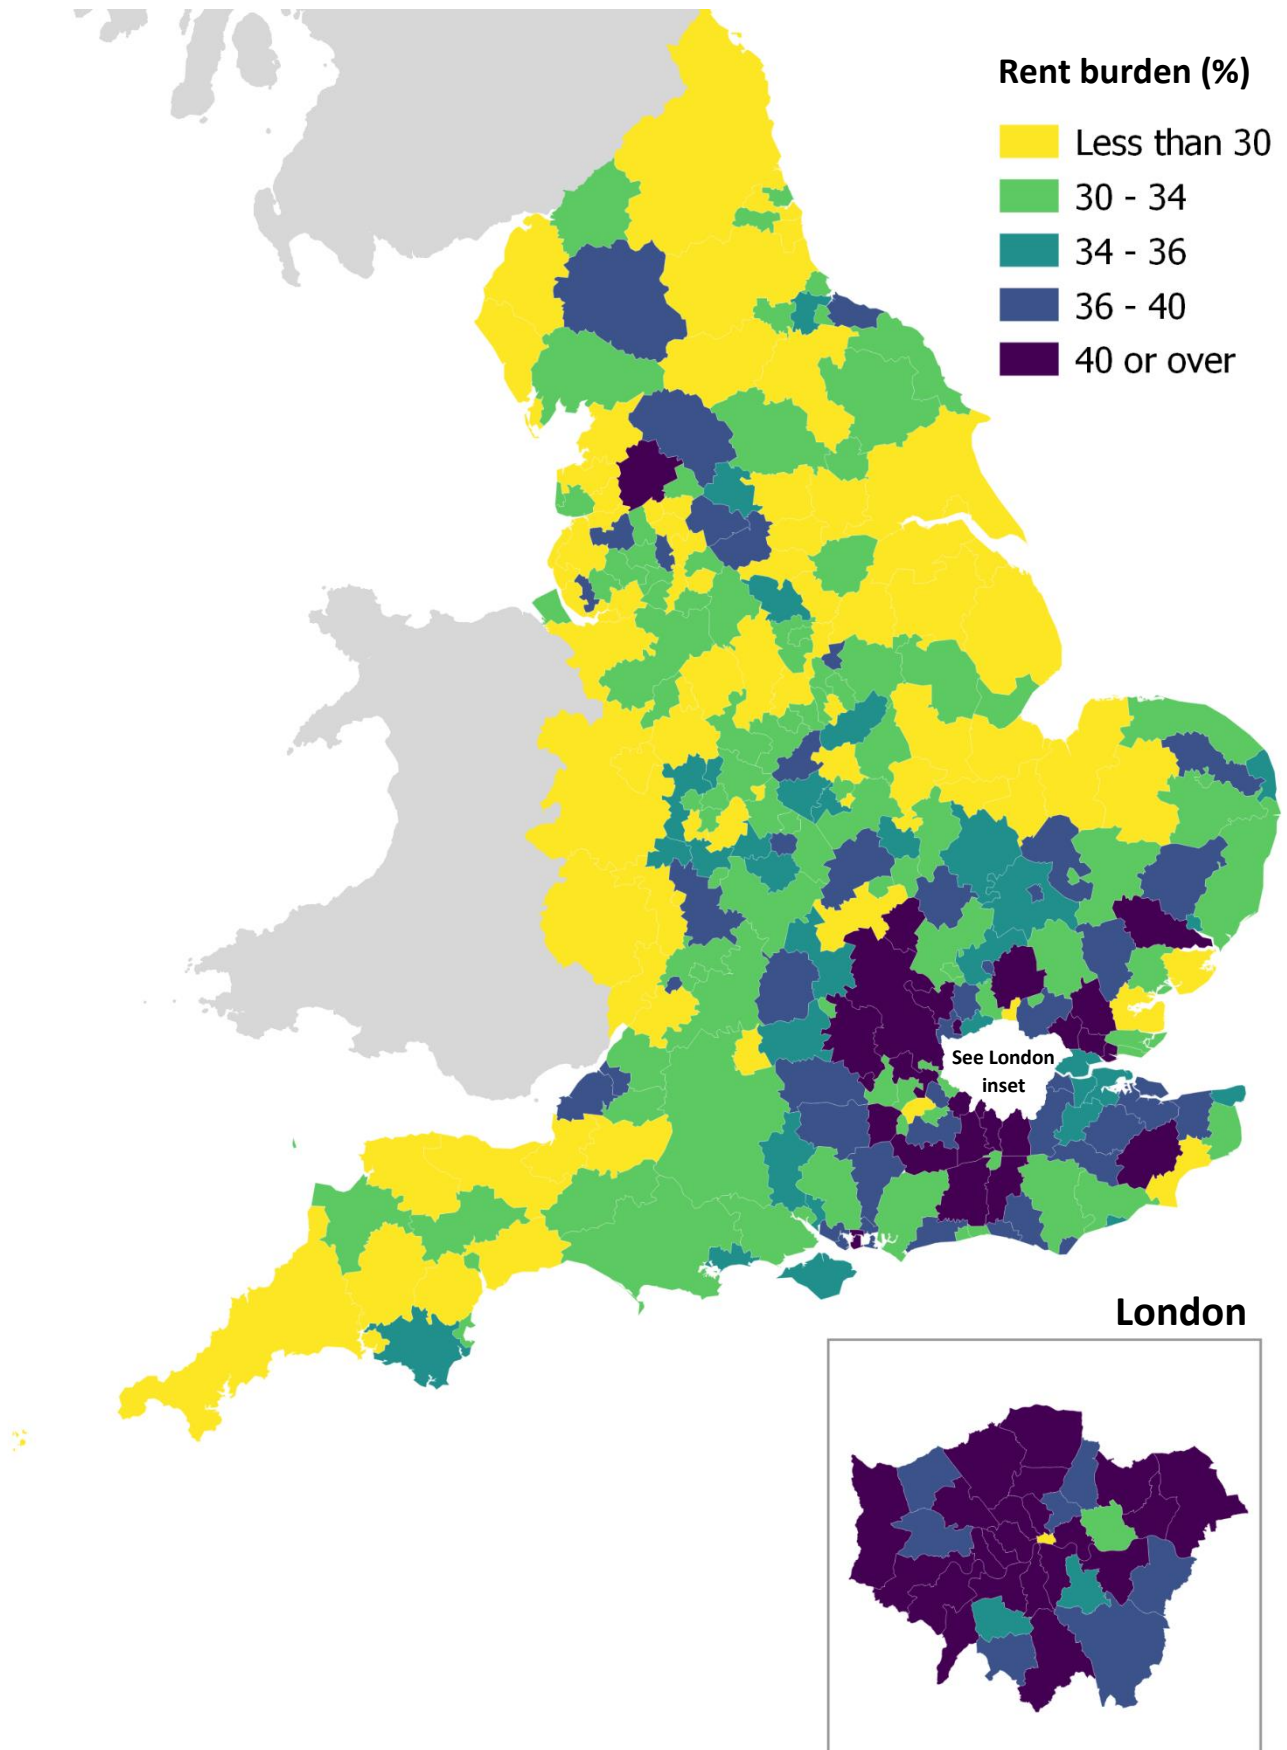 Rent burden (%)
Less than 30
30 - 34
34 - 36
36 - 40
40 or over
See London
inset
London